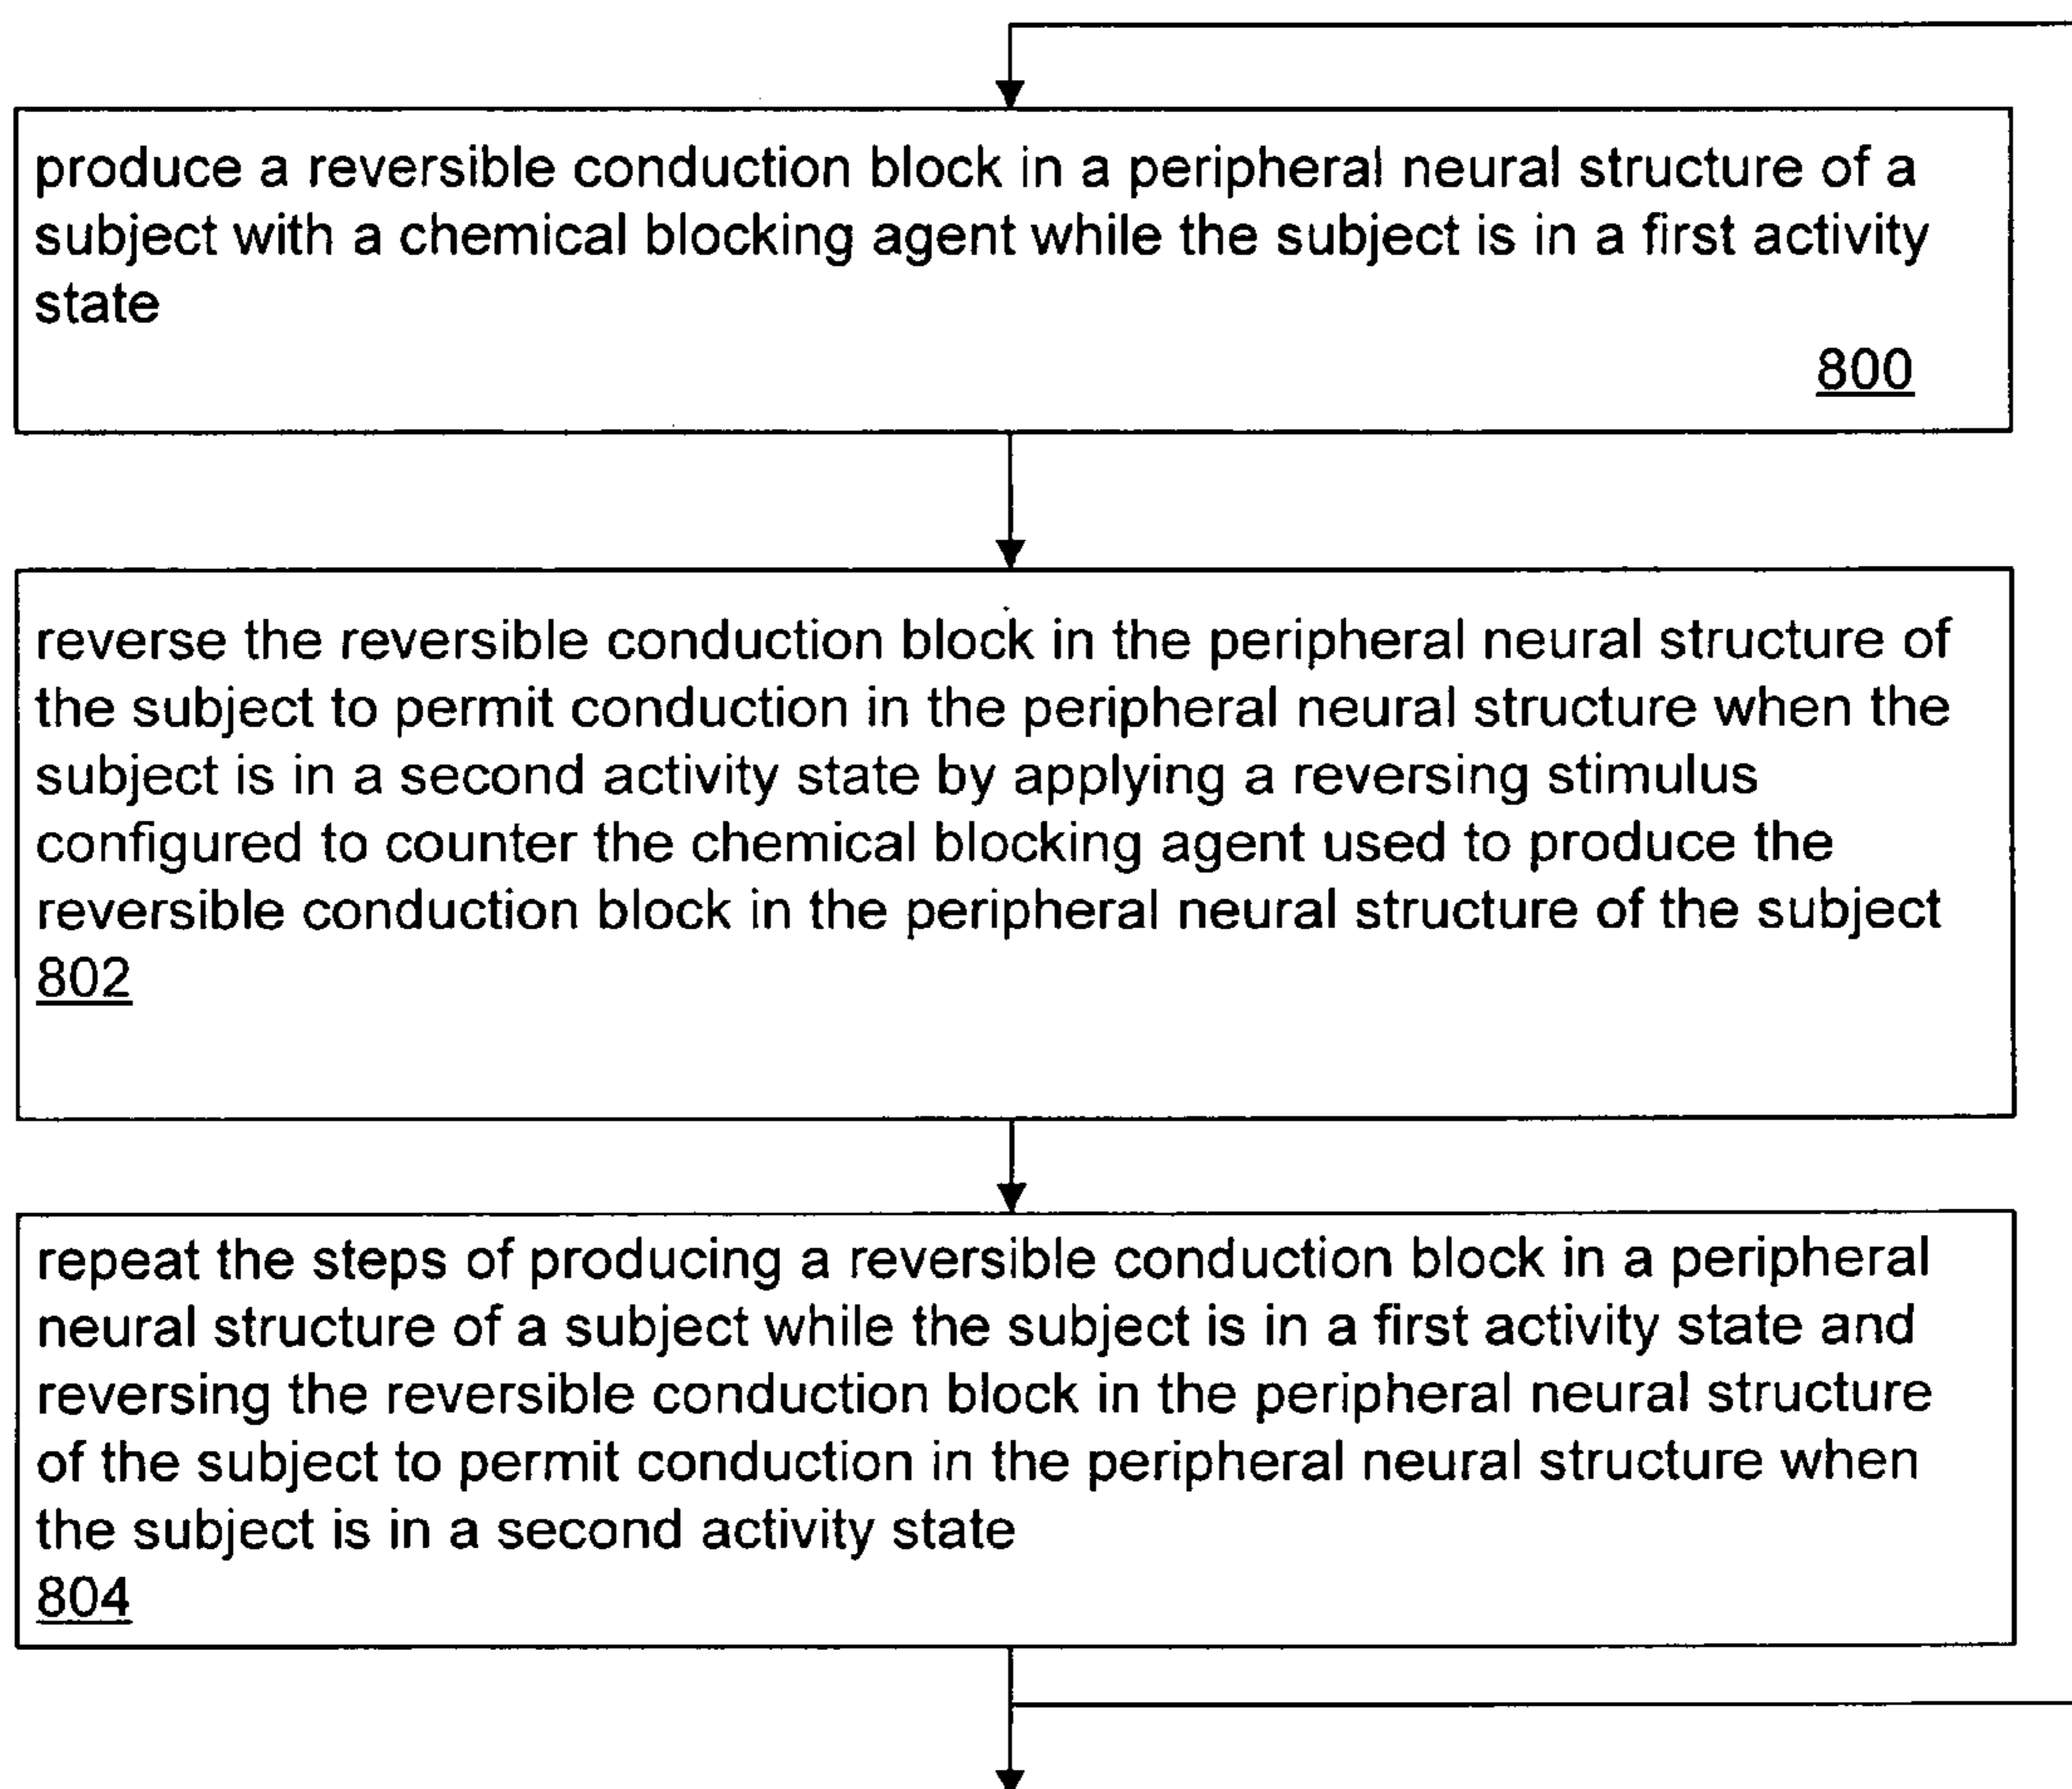 produce a reversible conduction block in a peripheral neural structure of a
subject with a chemical blocking agent while the subject is in a first activity
state
800
reverse the reversible conduction block in the peripheral neural structure of
the subject to permit conduction in the peripheral neural structure when the
subject is in a second activity state by applying a reversing stimulus
configured to counter the chemical blocking agent used to produce the
reversible conduction block in the peripheral neural structure of the subject
802
repeat the steps of producing a reversible conduction block in a peripheral
neural structure of a subject while the subject is in a first activity state and
reversing the reversible conduction block in the peripheral neural structure
of the subject to permit conduction in the peripheral neural structure when
the subject is in a second activity state
804